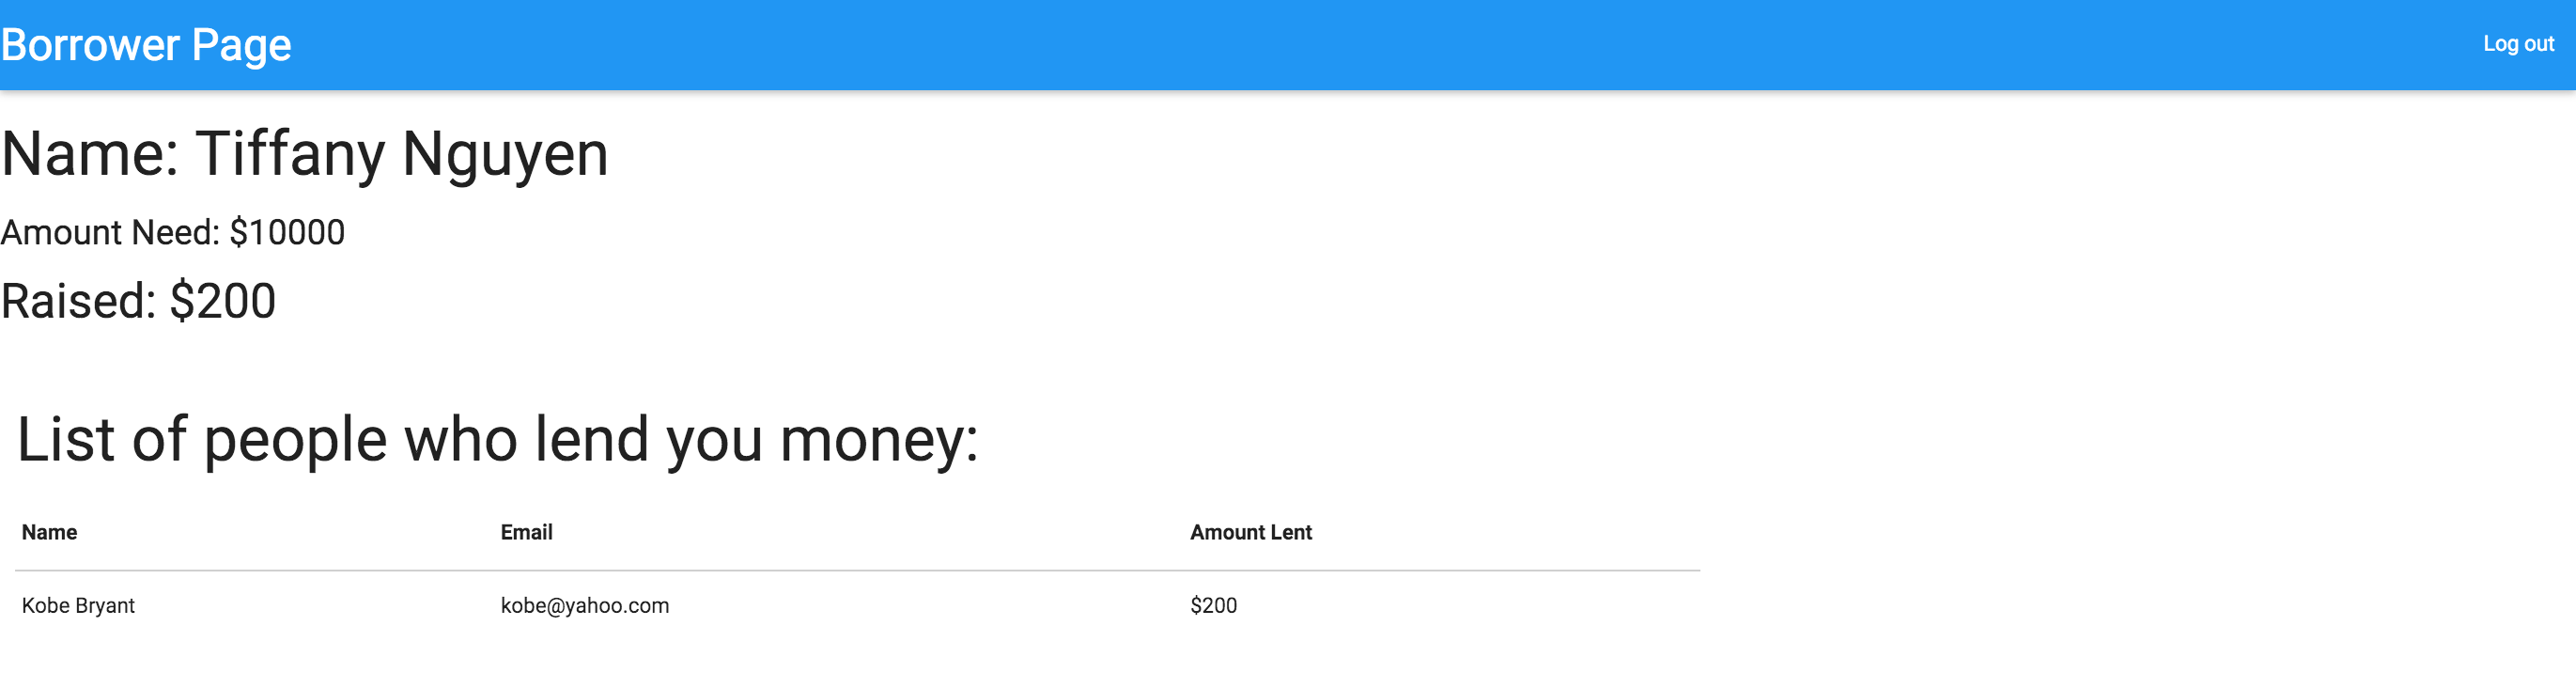 Borrower Page Log out
Name: Tiffany Nguyen
Amount Need: $10000
Raised: $200
List of people who lend you money:
Name Email Amount Lent
Kobe Bryant kobe@yahoo.com $200